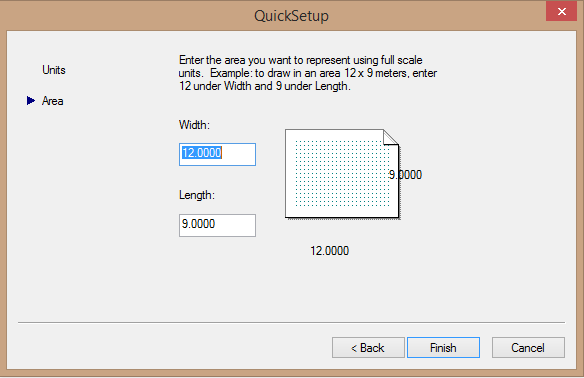 QuickSetup
Units
Area
Enter the area you want to represent using full scale
units. Example: to draw in an area 12 x 9 meters, enter
12 under Width and 9 under Length.
Width:
12.0000
Length:
9.0000
9.0000
12.0000
< Back
Finish
Cancel